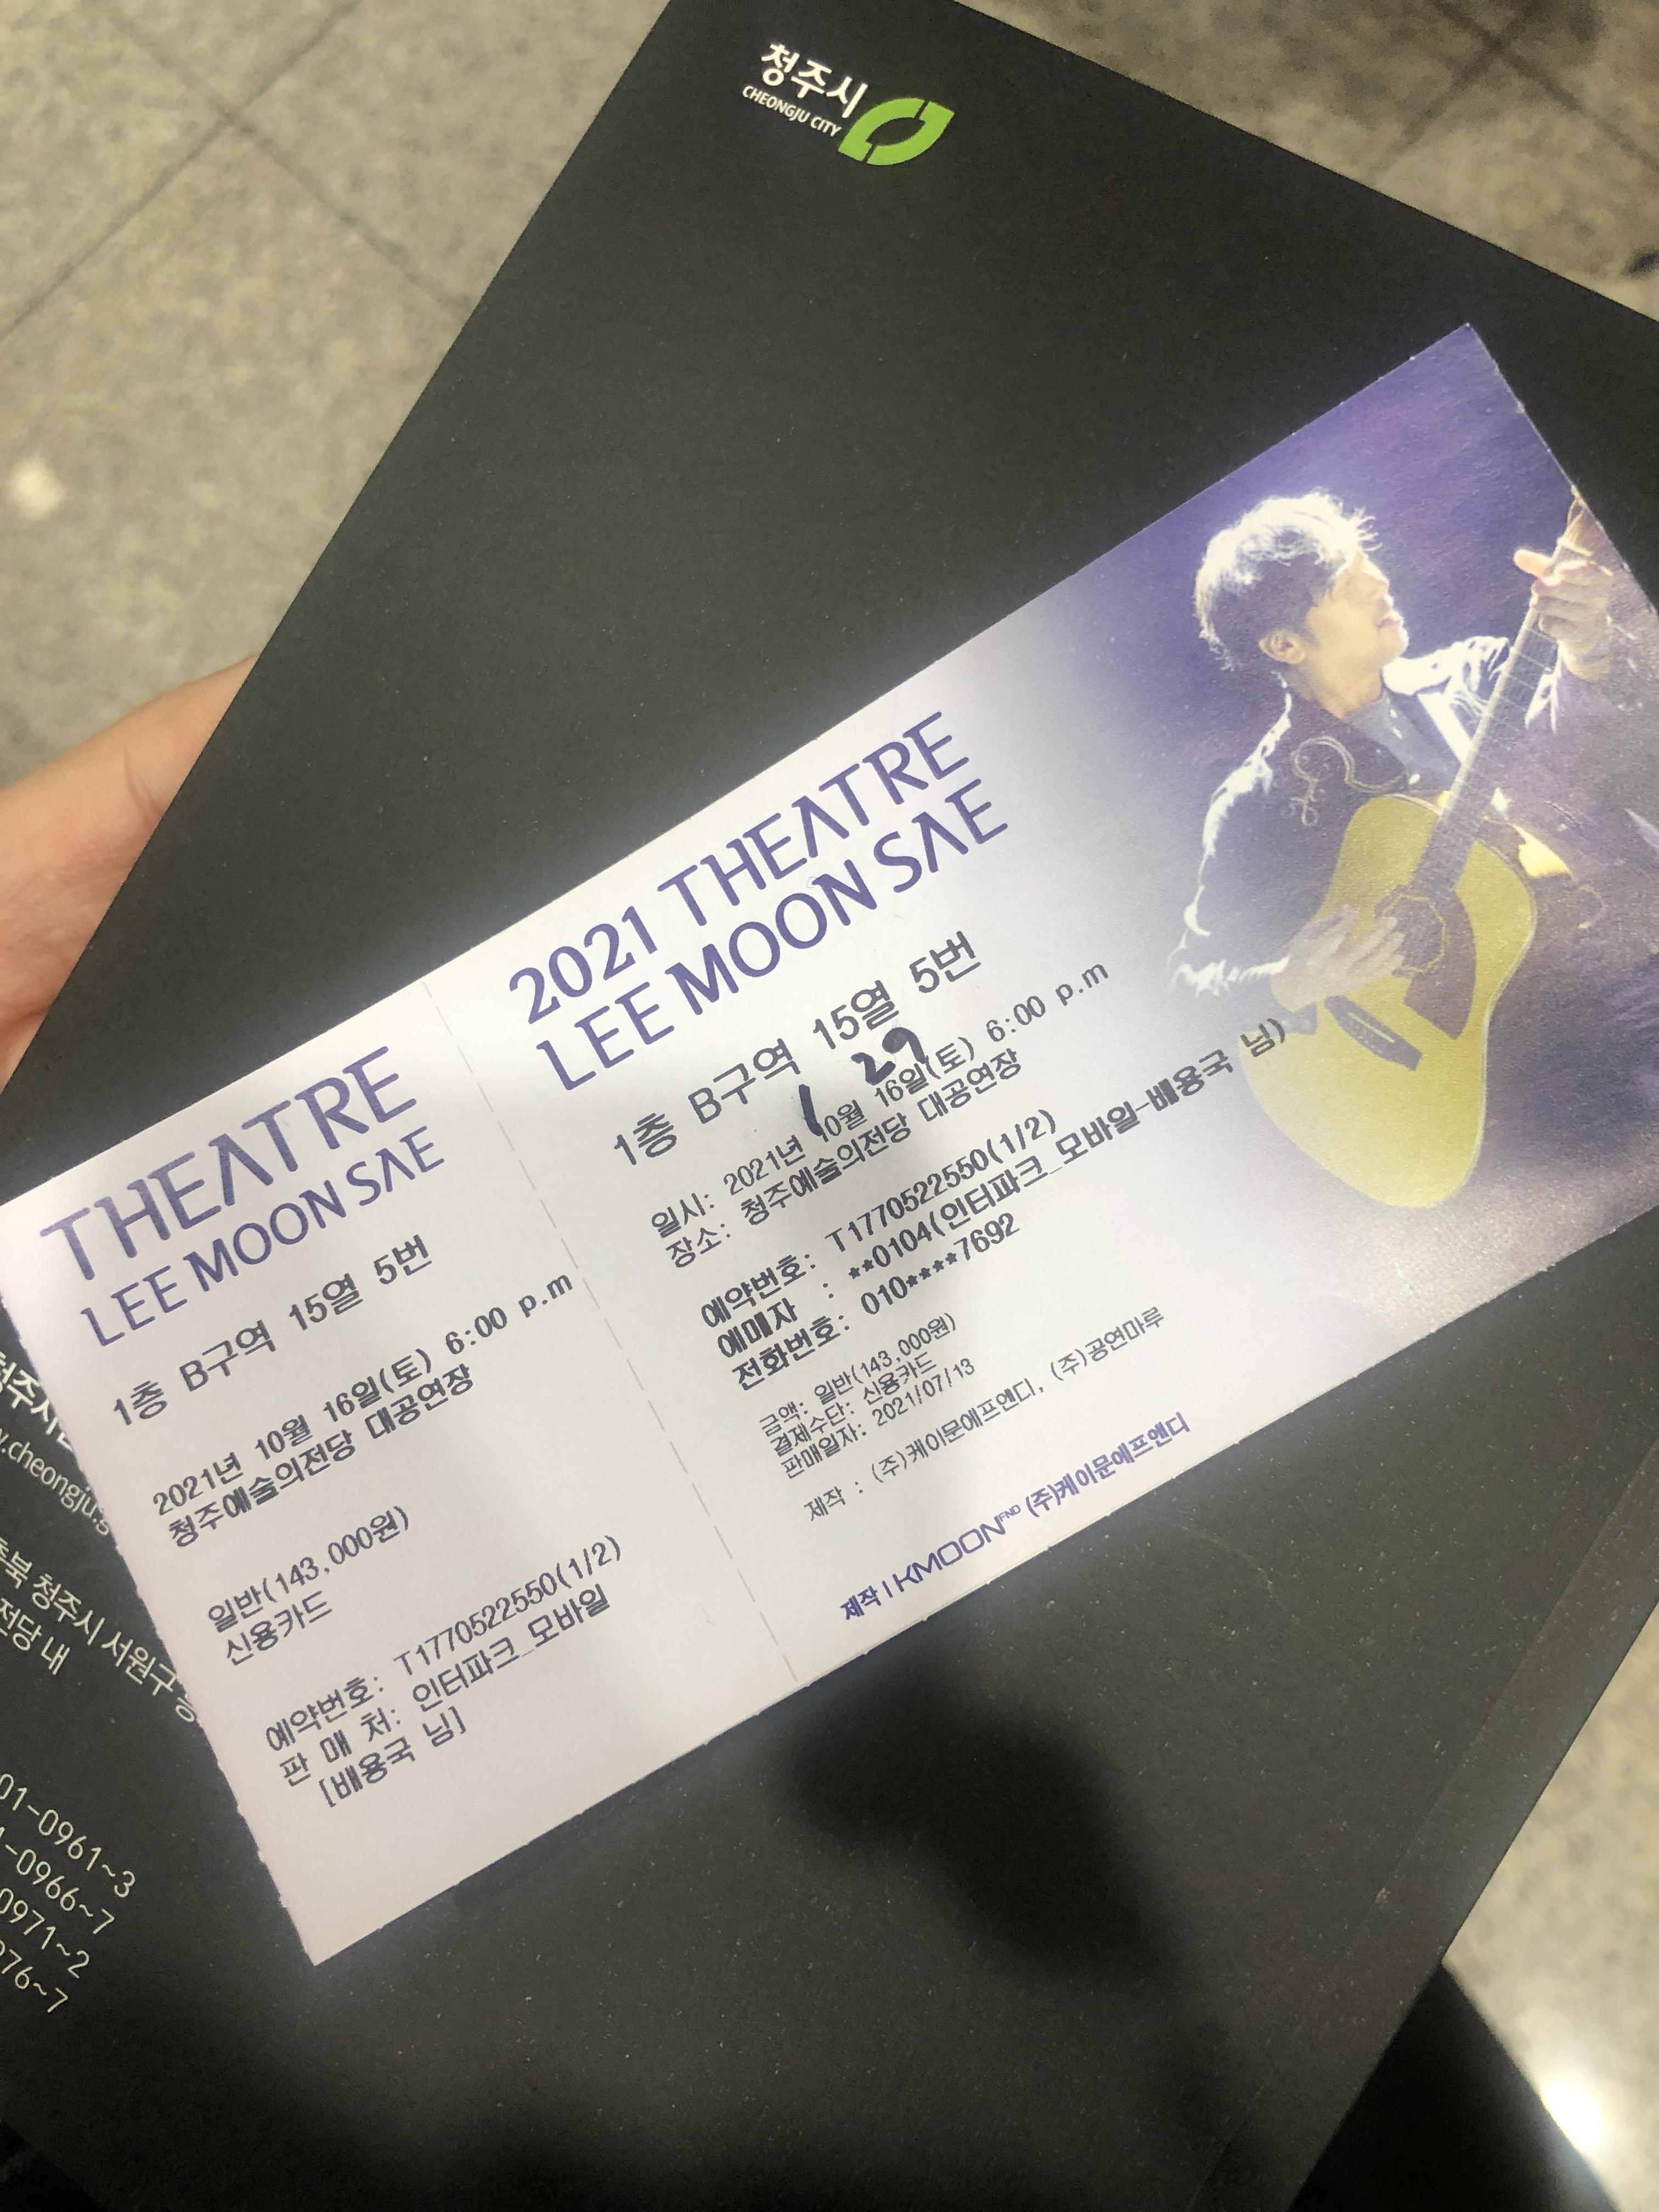 청주시
CHEONGJU CITY
THEATRE
LEE MOON SAE
1층 B구역 15열 5번
2021년 10월 16일(토) 6:00 p.m
청주예술의전당 대공연장
일반(143,000원)
신용카드
예약번호: T1770522550(1/2)
판 매 처: 인터파크_모바일
[배용국 님]
2021 THEATRE
LEE MOON SAE
1층 B구역 15열 5번
1 29
일시: 2021년 10월 16일(토) 6:00 p.m
장소: 청주예술의전당 대공연장
예약번호: T1770522550(1/2)
예매자 : **0104(인터파크_모바일-배용국 님)
전화번호: 010****7692
금액: 일반(143,000원)
결제수단: 신용카드
판매일자: 2021/07/13
제작 : (주)케이문에프엔디, (주)공연마루
제작 | KMOON FND (주)케이문에프엔디
청주시
.cheongju.g
북 청주시 서원구
전당 내
01-0961~3
-0966~7
0971~2
76~7